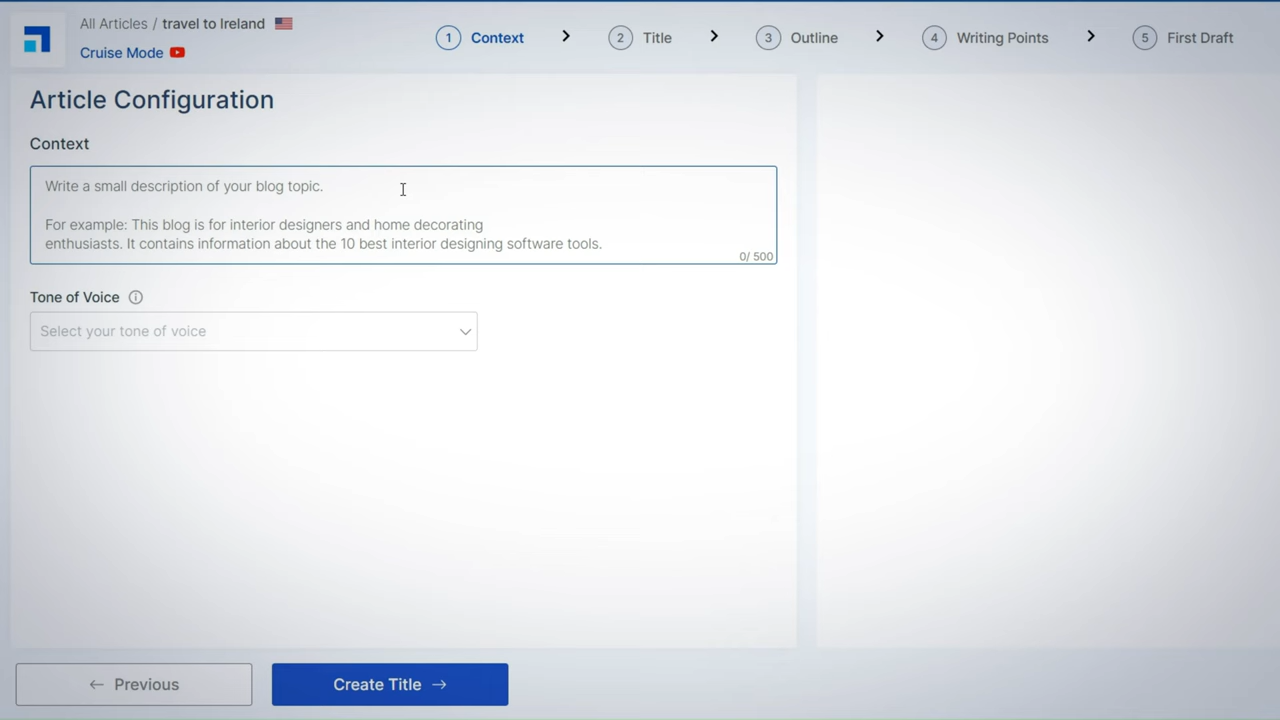 All Articles / travel to Ireland
Cruise Mode
1 Context
2 Title
3 Outline
4 Writing Points
5 First Draft
Article Configuration
Context
Write a small description of your blog topic.
For example: This blog is for interior designers and home decorating
enthusiasts. It contains information about the 10 best interior designing software tools.
0/ 500
Tone of Voice
Select your tone of voice
Previous
Create Title